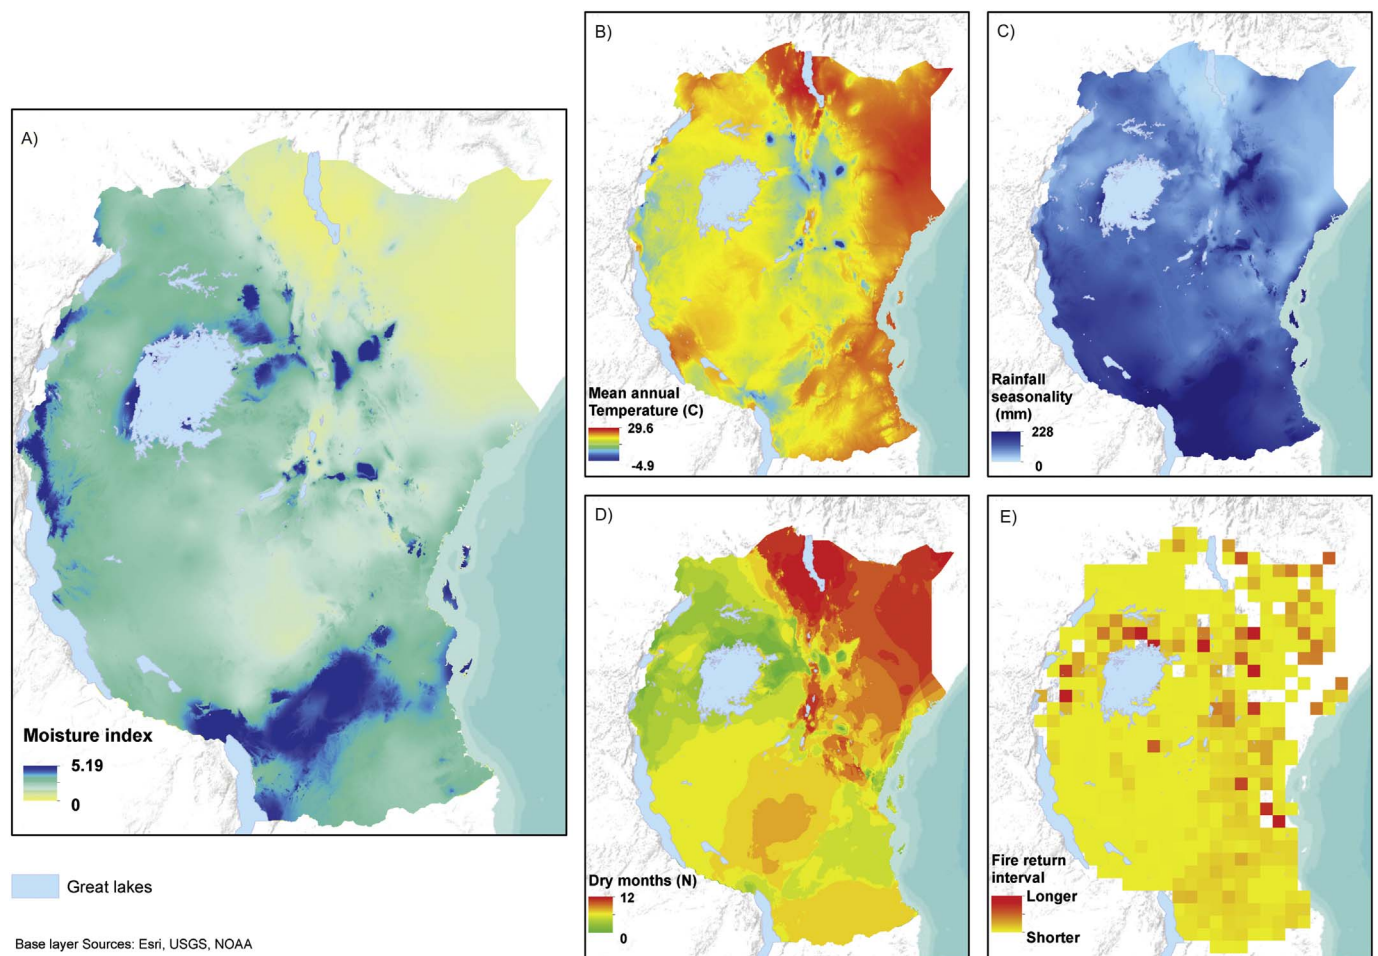 A)
Moisture index
5.19
0
Great lakes
Base layer Sources: Esri, USGS, NOAA
B)
Mean annual
Temperature (C)
29.6
-4.9
C)
Rainfall
seasonality
(mm)
228
0
D)
Dry months (N)
12
0
E)
Fire return
interval
Longer
Shorter